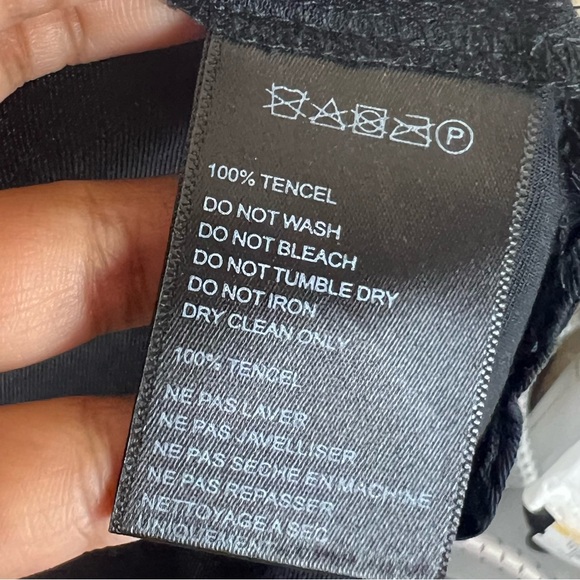 P
100% TENCEL
DO NOT WASH
DO NOT BLEACH
DO NOT TUMBLE DRY
DO NOT IRON
DRY CLEAN ONLY
100% TENCEL
NE PAS LAVER
NE PAS JAVELLISER
NE PAS SECHE EN MACHINE
NE PAS REPASSER
NETTOYAGE A SEC
UNIQUEMENT